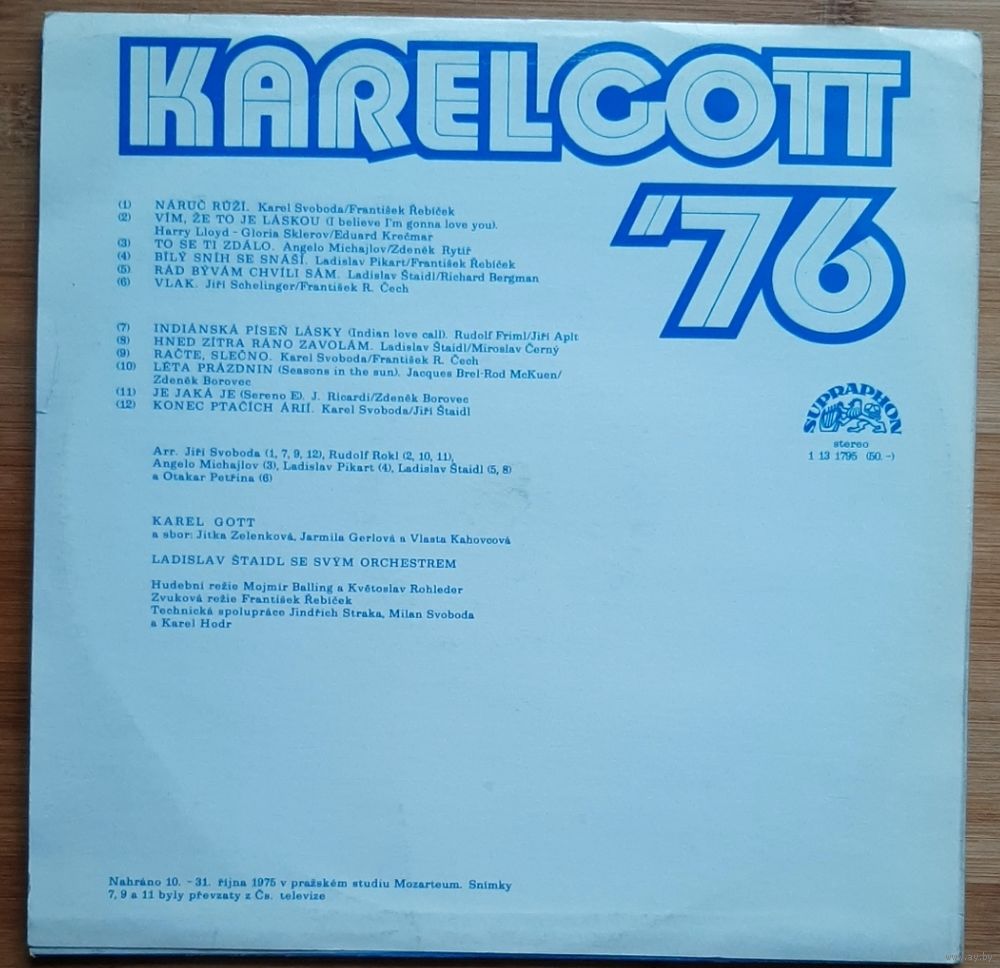 KAREL GOTT
'76
(1) NÁRUČ RŮŽÍ. Karel Svoboda/František Řebíček
(2) VÍM, ŽE TO JE LÁSKOU (I believe I'm gonna love you).
Harry Lloyd - Gloria Sklerov/Eduard Krečmar
(3) TO SE TI ZDÁLO. Angelo Michajlov/Zdeněk Rytíř
(4) BÍLÝ SNÍH SE SNÁŠÍ. Ladislav Pikart/František Řebíček
(5) RÁD BÝVÁM CHVÍLI SÁM. Ladislav Štaidl/Richard Bergman
(6) VLAK. Jiří Schelinger/František R. Čech
(7) INDIÁNSKÁ PÍSEŇ LÁSKY (Indian love call). Rudolf Friml/Jiří Aplt
(8) HNED ZÍTRA RÁNO ZAVOLÁM. Ladislav Štaidl/Miroslav Černý
(9) RAČTE, SLEČNO. Karel Svoboda/František R. Čech
(10) LÉTA PRÁZDNIN (Seasons in the sun). Jacques Brel-Rod McKuen/
Zdeněk Borovec
(11) JE JAKÁ JE (Sereno E). J. Ricardi/Zdeněk Borovec
(12) KONEC PTAČÍCH ÁRIÍ. Karel Svoboda/Jiří Štaidl
SUPRAPHON
stereo
1 13 1795 (50.-)
Arr. Jiří Svoboda (1, 7, 9, 12), Rudolf Rokl (2, 10, 11),
Angelo Michajlov (3), Ladislav Pikart (4), Ladislav Štaidl (5, 8)
a Otakar Petřina (6)
KAREL GOTT
a sbor: Jitka Zelenková, Jarmila Gerlová a Vlasta Kahovcová
LADISLAV ŠTAIDL SE SVÝM ORCHESTREM
Hudební režie Mojmír Balling a Květoslav Rohleder
Zvuková režie František Řebíček
Technická spolupráce Jindřich Straka, Milan Svoboda
a Karel Hodr
Nahráno 10. - 31. října 1975 v pražském studiu Mozarteum. Snímky
7, 9 a 11 byly převzaty z Čs. televize
www.ay.by